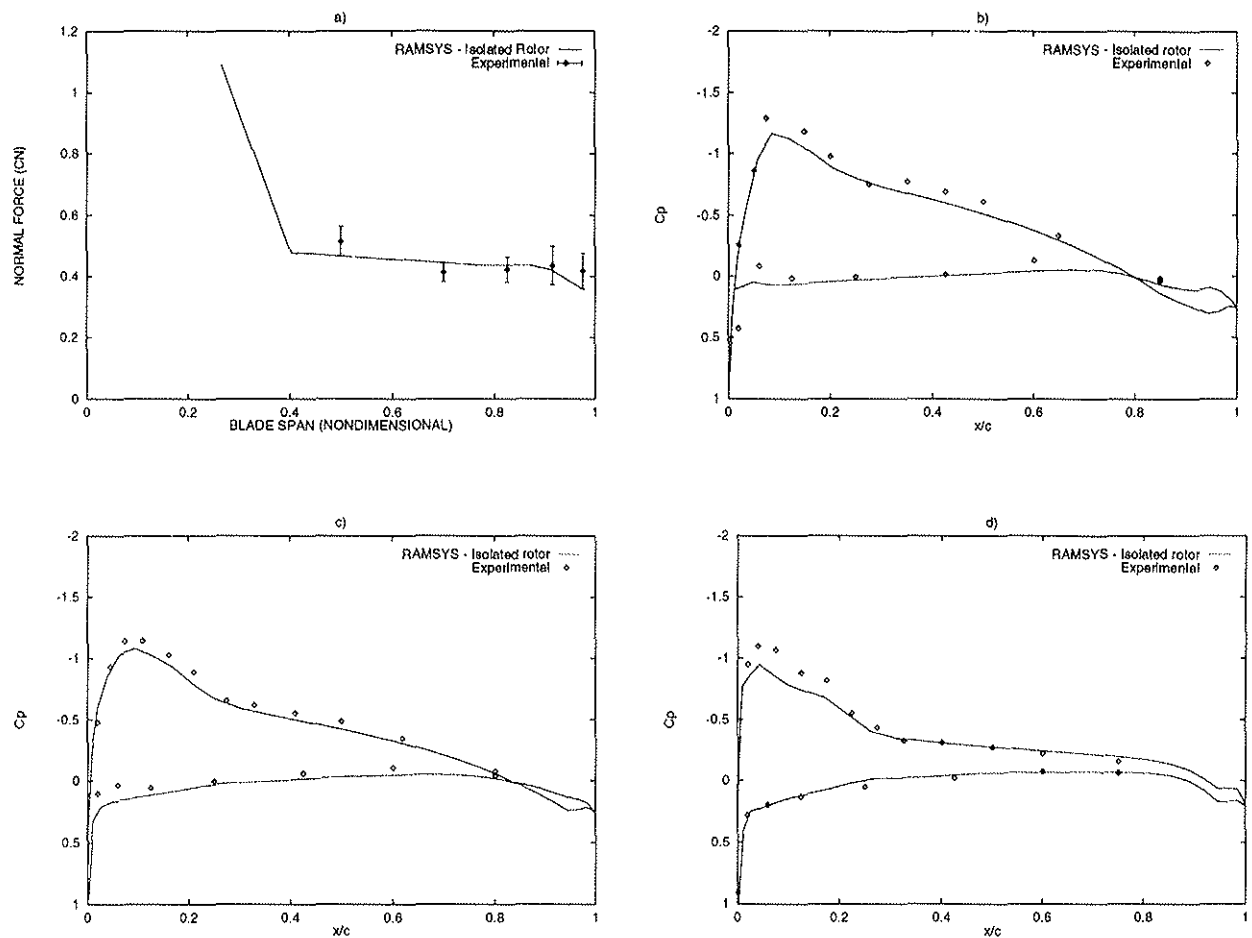 a)
1.2
1
0.8
0.6
0.4
0.2
0
NORMAL FORCE (CN)
RAMSYS - Isolated Rotor
Experimental
0 0.2 0.4 0.6 0.8 1
BLADE SPAN (NONDIMENSIONAL)
b)
-2
-1.5
-1
-0.5
0
0.5
1
Cp
RAMSYS - Isolated rotor
Experimental
0 0.2 0.4 0.6 0.8 1
x/c
c)
-2
-1.5
-1
-0.5
0
0.5
1
Cp
RAMSYS - Isolated rotor
Experimental
0 0.2 0.4 0.6 0.8 1
x/c
d)
-2
-1.5
-1
-0.5
0
0.5
1
Cp
RAMSYS - Isolated rotor
Experimental
0 0.2 0.4 0.6 0.8 1
x/c